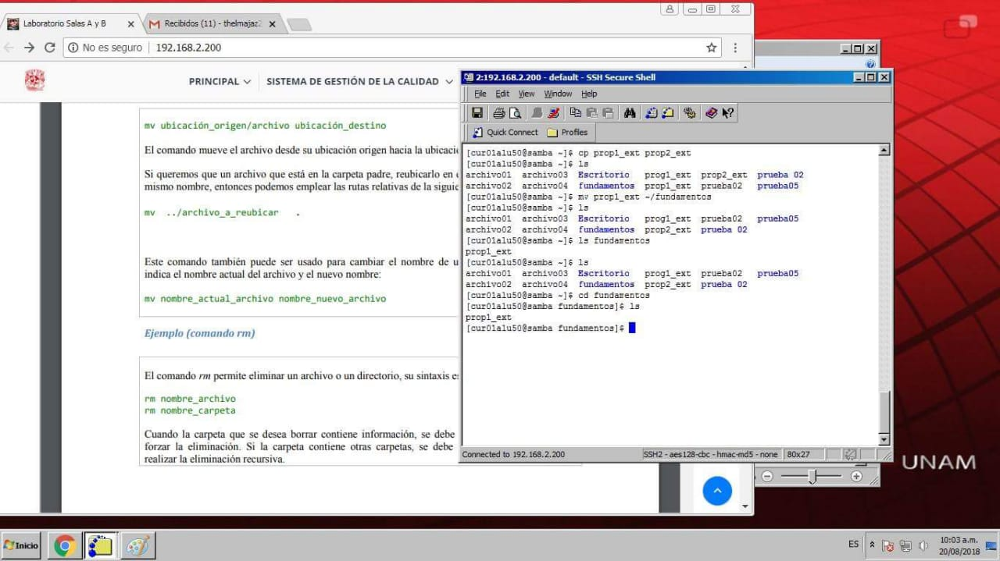 Laboratorio Salas A y B
Recibidos (11) - thelmajaz
No es seguro | 192.168.2.200
PRINCIPAL
SISTEMA DE GESTIÓN DE LA CALIDAD
mv ubicación_origen/archivo ubicación_destino
El comando mueve el archivo desde su ubicación origen hacia la
Si queremos que un archivo que está en la carpeta padre, reubicarlo en
mismo nombre, entonces podemos emplear las rutas relativas de la
mv ../archivo_a_reubicar .
Este comando también puede ser usado para cambiar el nombre de
indica el nombre actual del archivo y el nuevo nombre:
mv nombre_actual_archivo nombre_nuevo_archivo
Ejemplo (comando rm)
El comando rm permite eliminar un archivo o un directorio, su sintaxis
rm nombre_archivo
rm nombre_carpeta
Cuando la carpeta que se desea borrar contiene información, se debe
forzar la eliminación. Si la carpeta contiene otras carpetas, se debe
realizar la eliminación recursiva.
2:192.168.2.200 - default - SSH Secure Shell
File Edit View Window Help
Quick Connect Profiles
[cur01alu50@samba ~]$ cp prop1_ext prop2_ext
[cur01alu50@samba ~]$ ls
archivo01 archivo03 Escritorio prog1_ext prop2_ext prueba 02
archivo02 archivo04 fundamentos prop1_ext prueba02 prueba05
[cur01alu50@samba ~]$ mv prop1_ext ~/fundamentos
[cur01alu50@samba ~]$ ls
archivo01 archivo03 Escritorio prog1_ext prueba02 prueba05
archivo02 archivo04 fundamentos prop2_ext prueba 02
[cur01alu50@samba ~]$ ls fundamentos
prop1_ext
[cur01alu50@samba ~]$ ls
archivo01 archivo03 Escritorio prog1_ext prueba02 prueba05
archivo02 archivo04 fundamentos prop2_ext prueba 02
[cur01alu50@samba ~]$ cd fundamentos
[cur01alu50@samba fundamentos]$ ls
prop1_ext
[cur01alu50@samba fundamentos]$
Connected to 192.168.2.200
SSH2 - aes128-cbc - hmac-md5 - none
80x27
UNAM
Inicio
ES
10:03 a.m.
20/08/2018